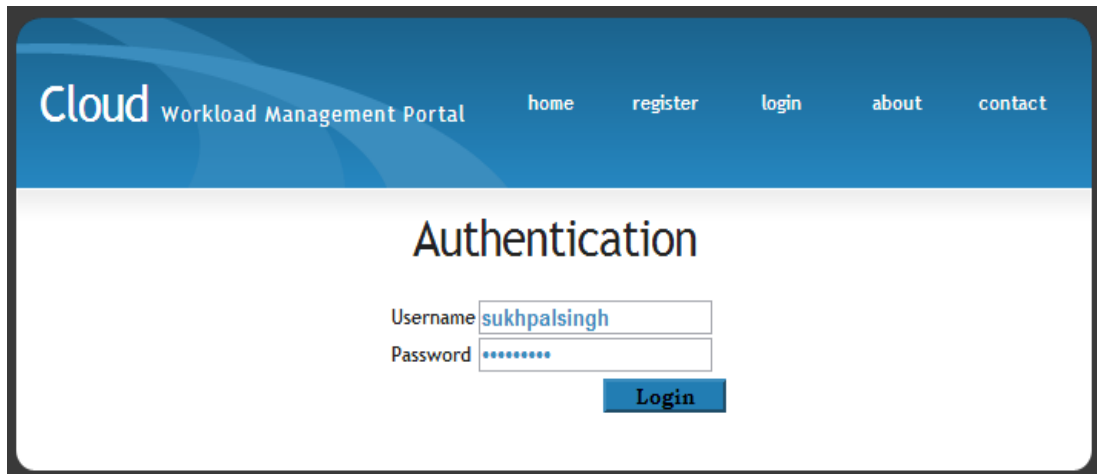 Cloud Workload Management Portal home register login about contact
Authentication
Username sukhpalsingh
Password •••••••••
Login